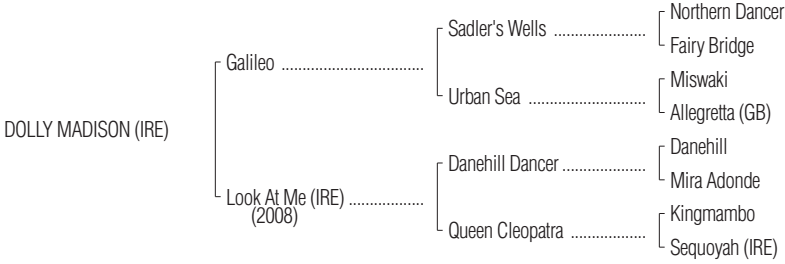 Northern Dancer
Sadler's Wells ......................
Fairy Bridge
Galileo ..................................
Miswaki
Urban Sea ............................
Allegretta (GB)
DOLLY MADISON (IRE)
Danehill
Danehill Dancer ....................
Mira Adonde
Look At Me (IRE) ..................
(2008)
Kingmambo
Queen Cleopatra ..................
Sequoyah (IRE)